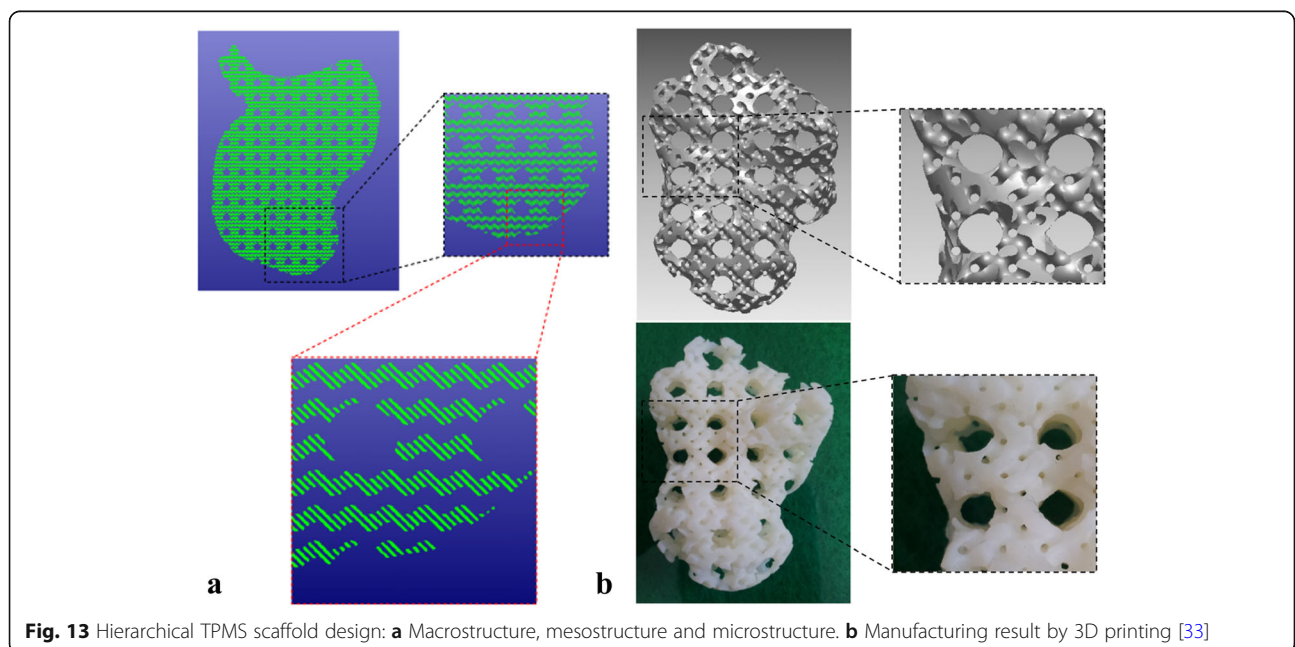 a
b
Fig. 13 Hierarchical TPMS scaffold design: a Macrostructure, mesostructure and microstructure. b Manufacturing result by 3D printing [33]